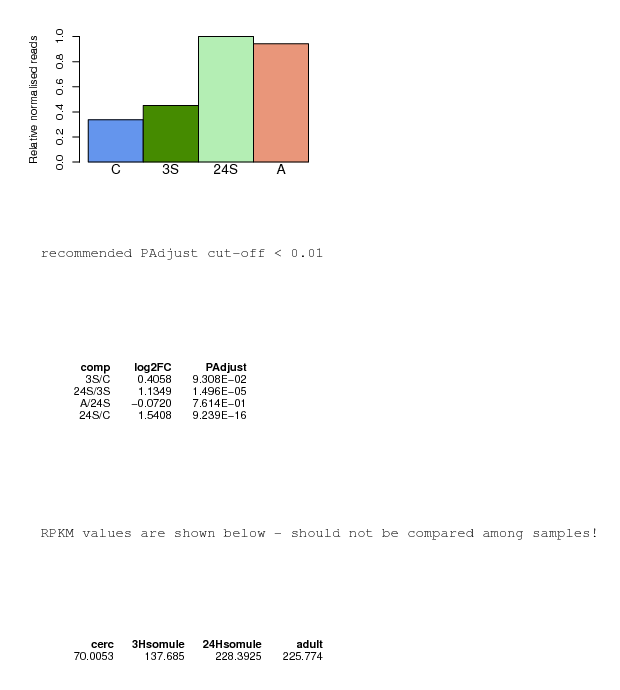 Relative normalised reads
1.0
0.8
0.6
0.4
0.2
0.0
C 3S 24S A
recommended PAdjust cut-off < 0.01
comp log2FC PAdjust
3S/C 0.4058 9.308E−02
24S/3S 1.1349 1.496E−05
A/24S −0.0720 7.614E−01
24S/C 1.5408 9.239E−16
RPKM values are shown below - should not be compared among samples!
cerc 3Hsomule 24Hsomule adult
70.0053 137.685 228.3925 225.774